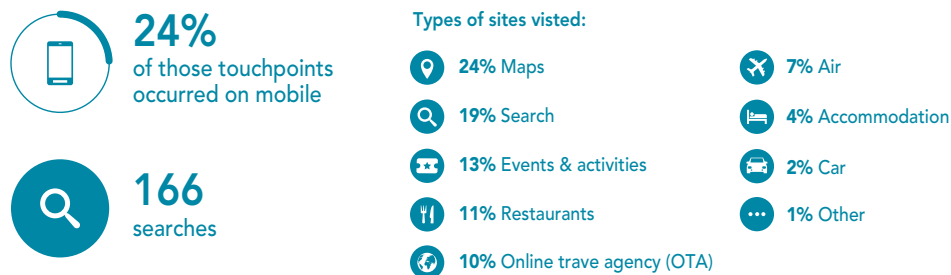 24%
of those touchpoints
occurred on mobile
166
searches
Types of sites visted:
24% Maps
19% Search
13% Events & activities
11% Restaurants
10% Online trave agency (OTA)
7% Air
4% Accommodation
2% Car
1% Other